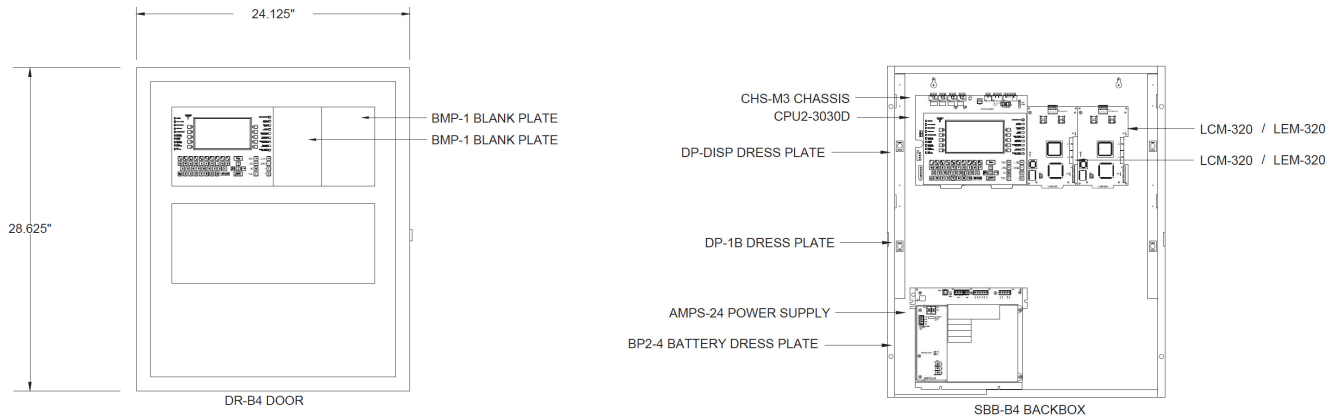 24.125"
28.625"
BMP-1 BLANK PLATE
BMP-1 BLANK PLATE
DR-B4 DOOR
CHS-M3 CHASSIS
CPU2-3030D
DP-DISP DRESS PLATE
DP-1B DRESS PLATE
AMPS-24 POWER SUPPLY
BP2-4 BATTERY DRESS PLATE
LCM-320 / LEM-320
LCM-320 / LEM-320
SBB-B4 BACKBOX